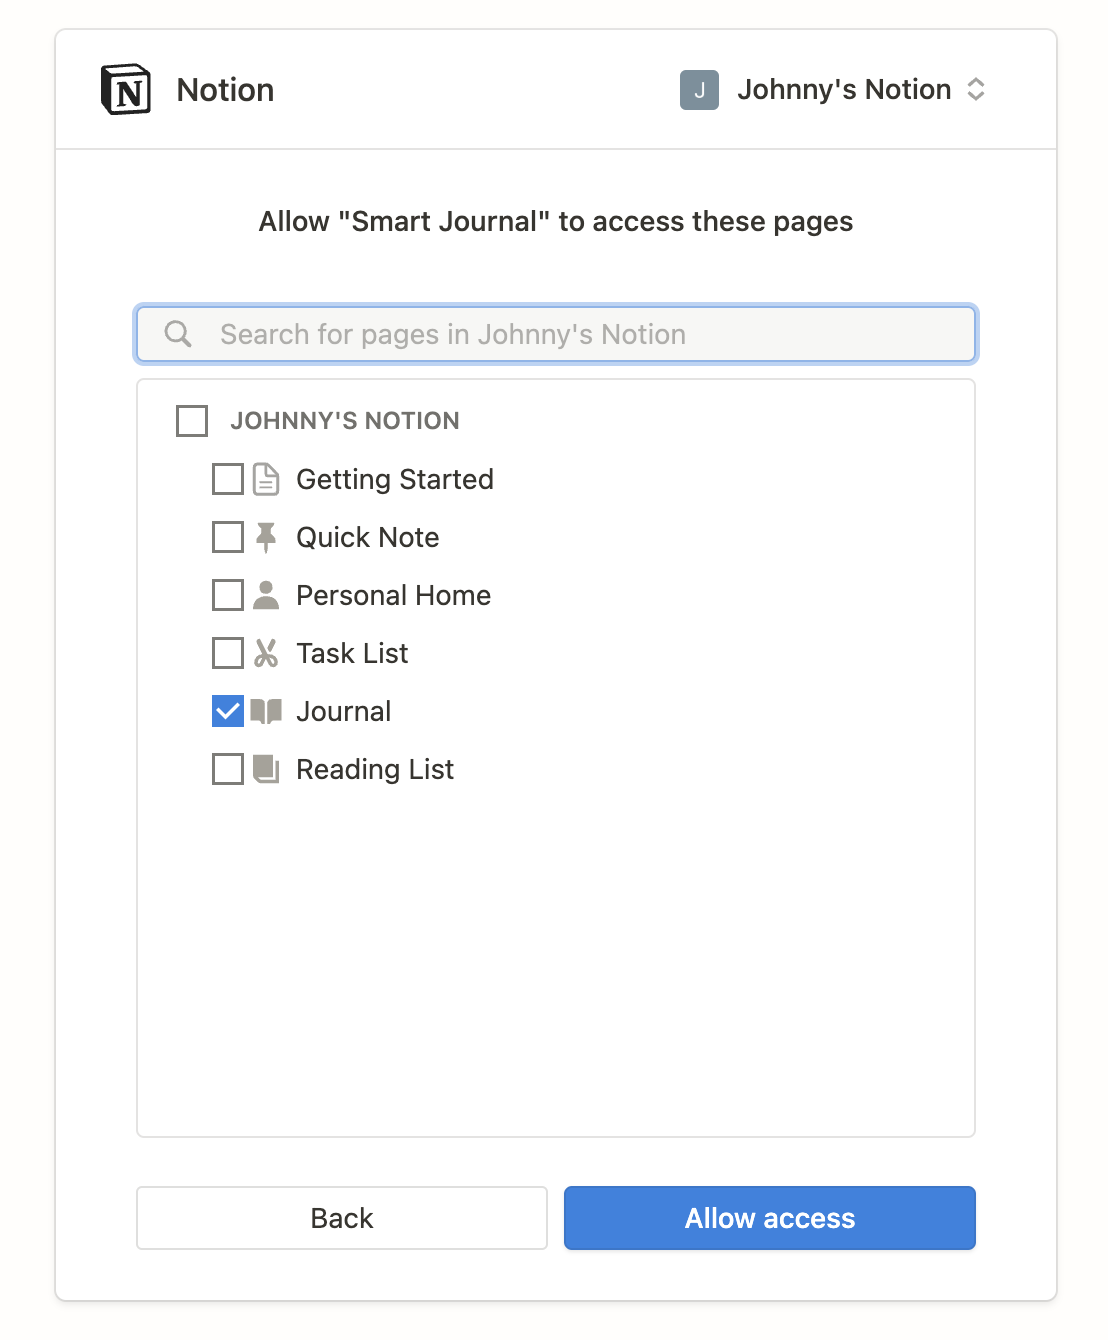 Notion
J Johnny's Notion
Allow "Smart Journal" to access these pages
Search for pages in Johnny's Notion
JOHNNY'S NOTION
Getting Started
Quick Note
Personal Home
Task List
Journal
Reading List
Back
Allow access